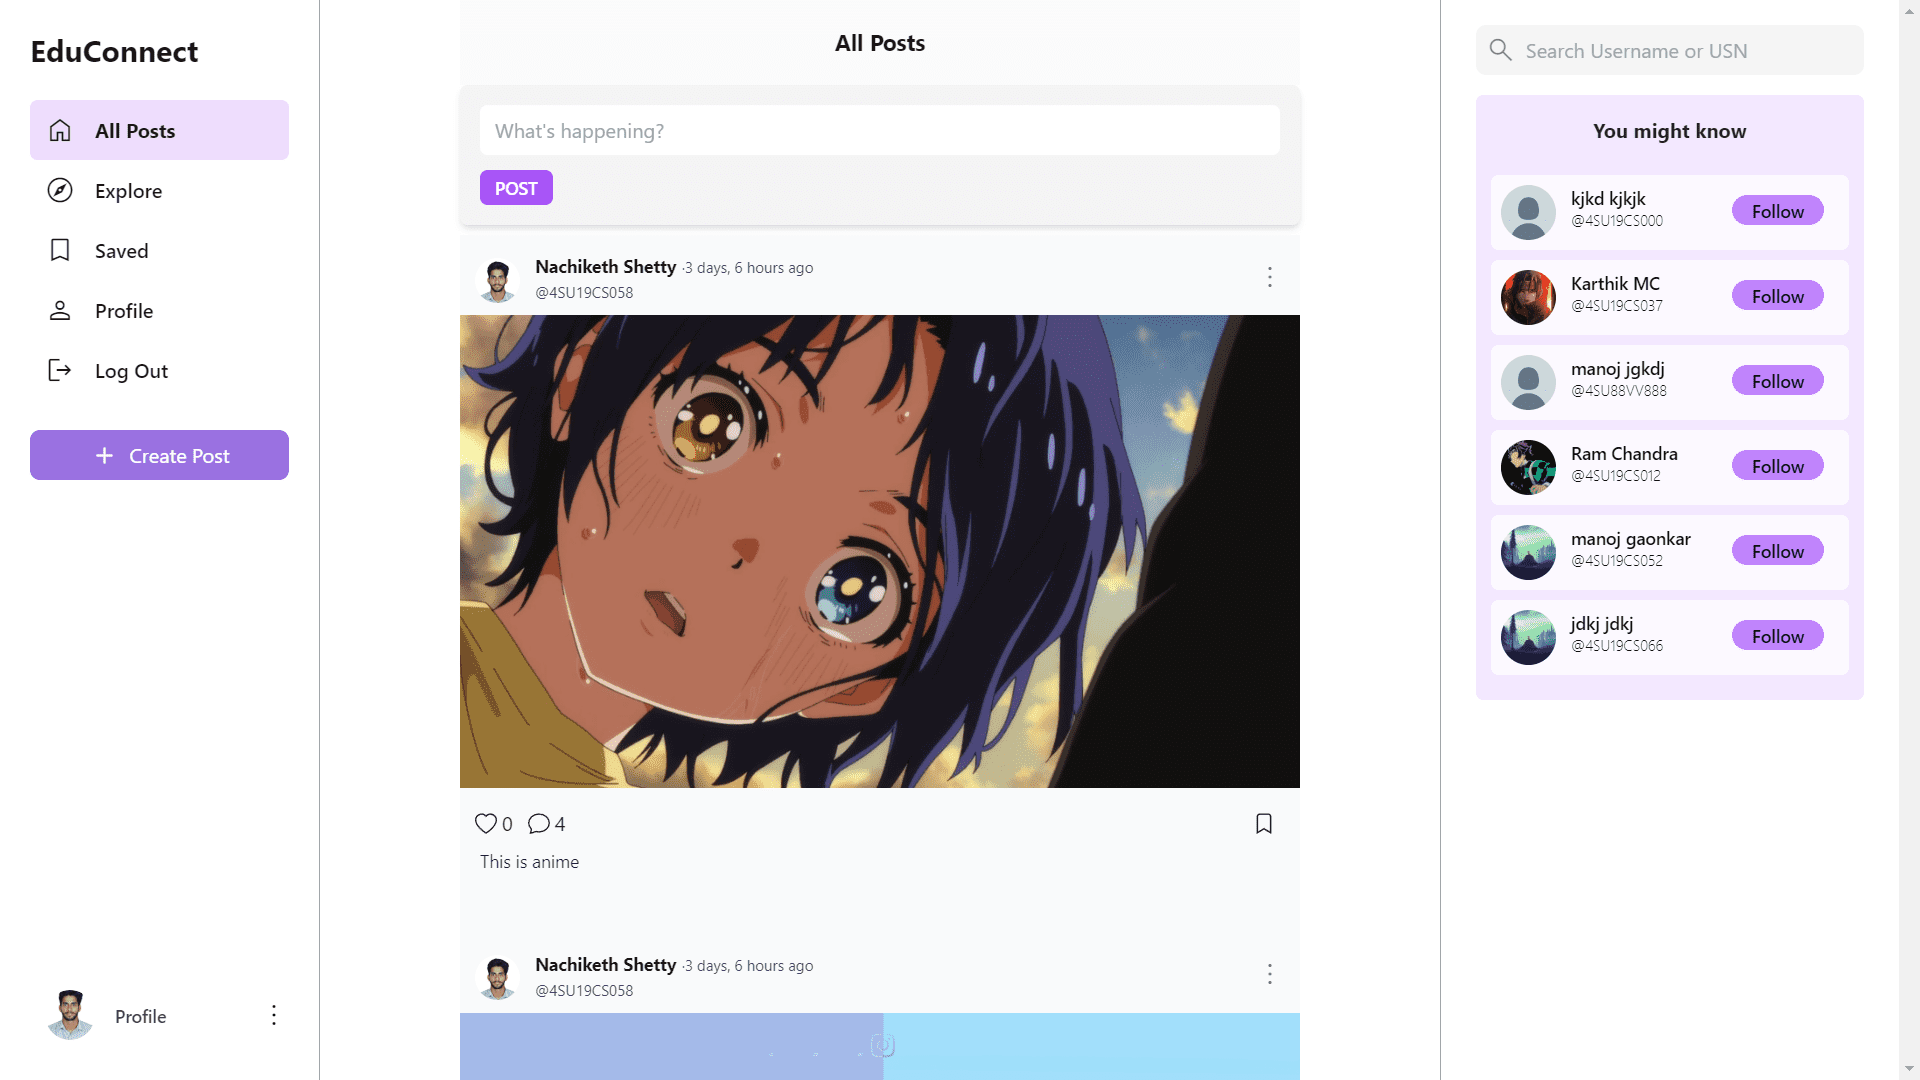 EduConnect
All Posts
Explore
Saved
Profile
Log Out
Create Post
Profile
All Posts
What's happening?
POST
Nachiketh Shetty ·3 days, 6 hours ago
@4SU19CS058
0 4
This is anime
Nachiketh Shetty ·3 days, 6 hours ago
@4SU19CS058
Search Username or USN
You might know
kjkd kjkjk
@4SU19CS000
Follow
Karthik MC
@4SU19CS037
Follow
manoj jgkdj
@4SU88VV888
Follow
Ram Chandra
@4SU19CS012
Follow
manoj gaonkar
@4SU19CS052
Follow
jdkj jdkj
@4SU19CS066
Follow